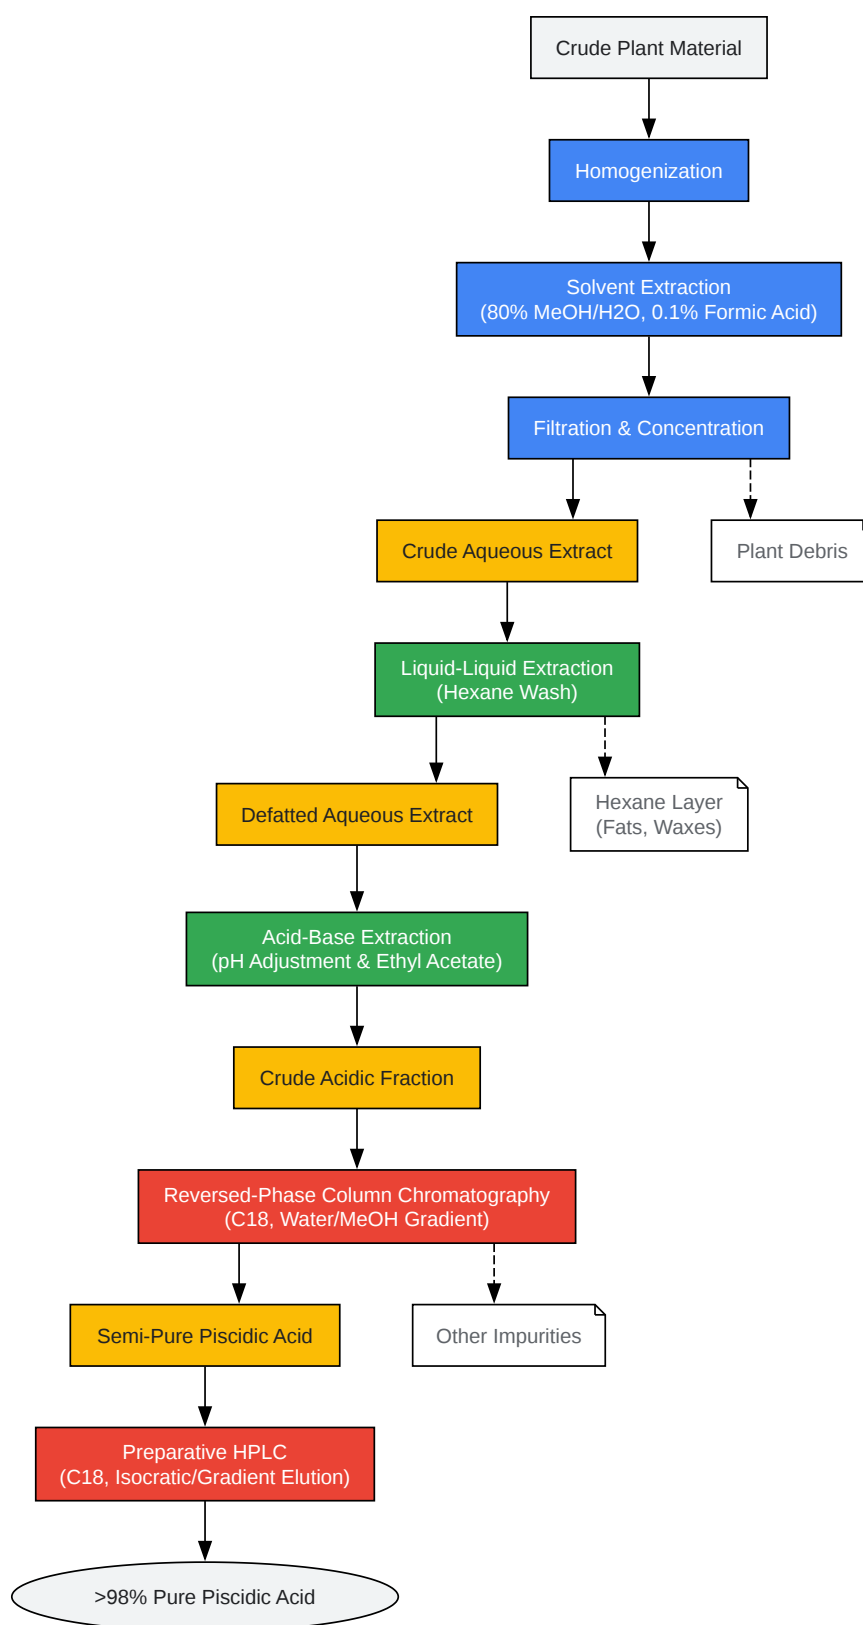 Crude Plant Material
Homogenization
Solvent Extraction
(80% MeOH/H2O, 0.1% Formic Acid)
Filtration & Concentration
Crude Aqueous Extract
Plant Debris
Liquid-Liquid Extraction
(Hexane Wash)
Defatted Aqueous Extract
Hexane Layer
(Fats, Waxes)
Acid-Base Extraction
(pH Adjustment & Ethyl Acetate)
Crude Acidic Fraction
Reversed-Phase Column Chromatography
(C18, Water/MeOH Gradient)
Semi-Pure Piscidic Acid
Other Impurities
Preparative HPLC
(C18, Isocratic/Gradient Elution)
>98% Pure Piscidic Acid